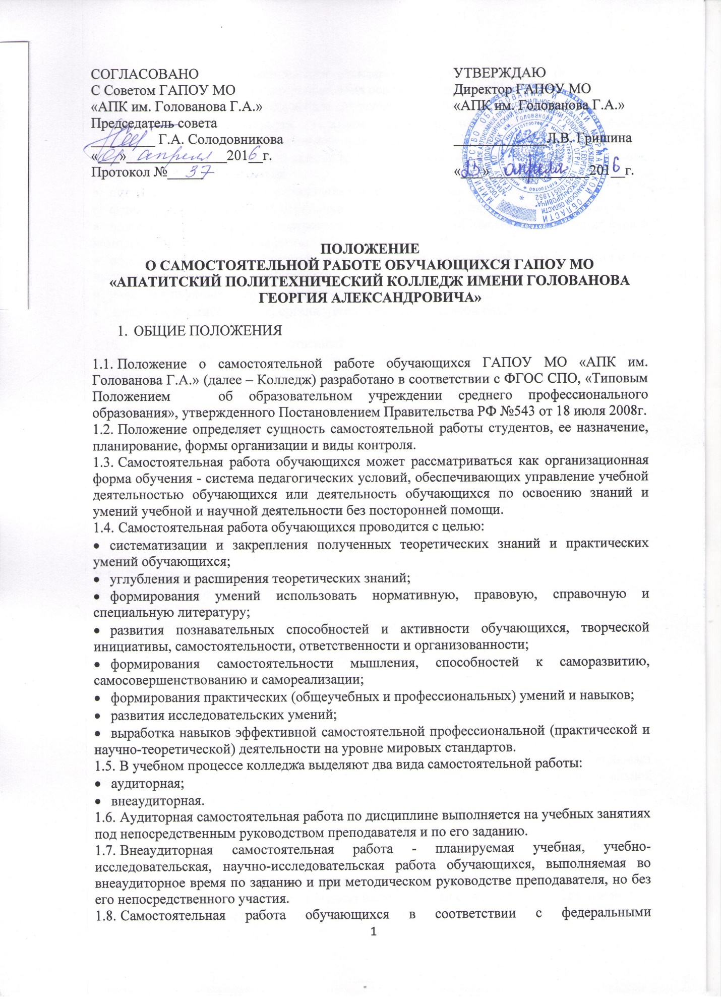 СОГЛАСОВАНО
С Советом ГАПОУ МО
«АПК им. Голованова Г.А.»
Председатель совета
Г.А. Солодовникова
« » апреля 2016 г.
Протокол № 37
УТВЕРЖДАЮ
Директор ГАПОУ МО
«АПК им. Голованова Г.А.»
Л.В. Гришина
« » апреля 2016 г.
ПОЛОЖЕНИЕ
О САМОСТОЯТЕЛЬНОЙ РАБОТЕ ОБУЧАЮЩИХСЯ ГАПОУ МО
«АПАТИТСКИЙ ПОЛИТЕХНИЧЕСКИЙ КОЛЛЕДЖ ИМЕНИ ГОЛОВАНОВА
ГЕОРГИЯ АЛЕКСАНДРОВИЧА»
1. ОБЩИЕ ПОЛОЖЕНИЯ
1.1. Положение о самостоятельной работе обучающихся ГАПОУ МО «АПК им.
Голованова Г.А.» (далее – Колледж) разработано в соответствии с ФГОС СПО, «Типовым
Положением об образовательном учреждении среднего профессионального
образования», утвержденного Постановлением Правительства РФ №543 от 18 июля 2008г.
1.2. Положение определяет сущность самостоятельной работы студентов, ее назначение,
планирование, формы организации и виды контроля.
1.3. Самостоятельная работа обучающихся может рассматриваться как организационная
форма обучения - система педагогических условий, обеспечивающих управление учебной
деятельностью обучающихся или деятельность обучающихся по освоению знаний и
умений учебной и научной деятельности без посторонней помощи.
1.4. Самостоятельная работа обучающихся проводится с целью:
• систематизации и закрепления полученных теоретических знаний и практических
умений обучающихся;
• углубления и расширения теоретических знаний;
• формирования умений использовать нормативную, правовую, справочную и
специальную литературу;
• развития познавательных способностей и активности обучающихся, творческой
инициативы, самостоятельности, ответственности и организованности;
• формирования самостоятельности мышления, способностей к саморазвитию,
самосовершенствованию и самореализации;
• формирования практических (общеучебных и профессиональных) умений и навыков;
• развития исследовательских умений;
• выработка навыков эффективной самостоятельной профессиональной (практической и
научно-теоретической) деятельности на уровне мировых стандартов.
1.5. В учебном процессе колледжа выделяют два вида самостоятельной работы:
• аудиторная;
• внеаудиторная.
1.6. Аудиторная самостоятельная работа по дисциплине выполняется на учебных занятиях
под непосредственным руководством преподавателя и по его заданию.
1.7. Внеаудиторная самостоятельная работа - планируемая учебная, учебно-
исследовательская, научно-исследовательская работа обучающихся, выполняемая во
внеаудиторное время по заданию и при методическом руководстве преподавателя, но без
его непосредственного участия.
1.8. Самостоятельная работа обучающихся в соответствии с федеральными
1